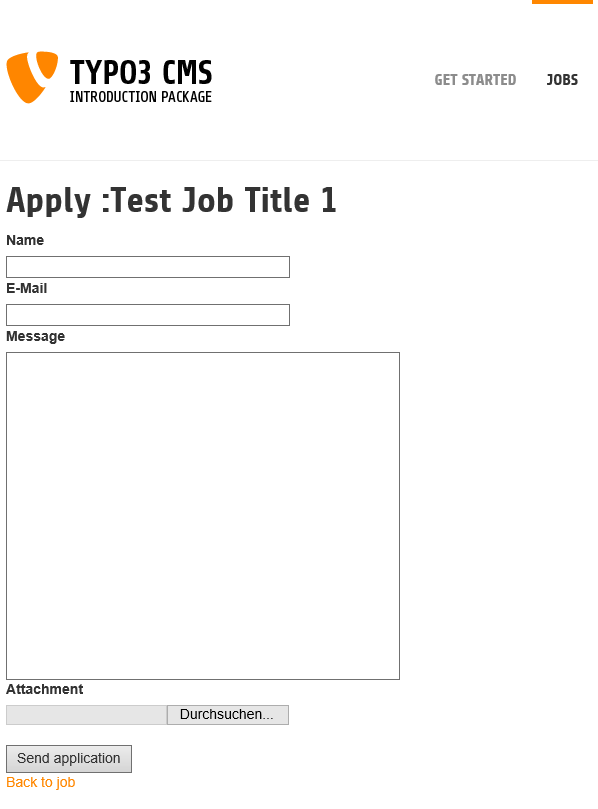 TYPO3 CMS
INTRODUCTION PACKAGE
GET STARTED JOBS
Apply :Test Job Title 1
Name
E-Mail
Message
Attachment
Durchsuchen...
Send application
Back to job